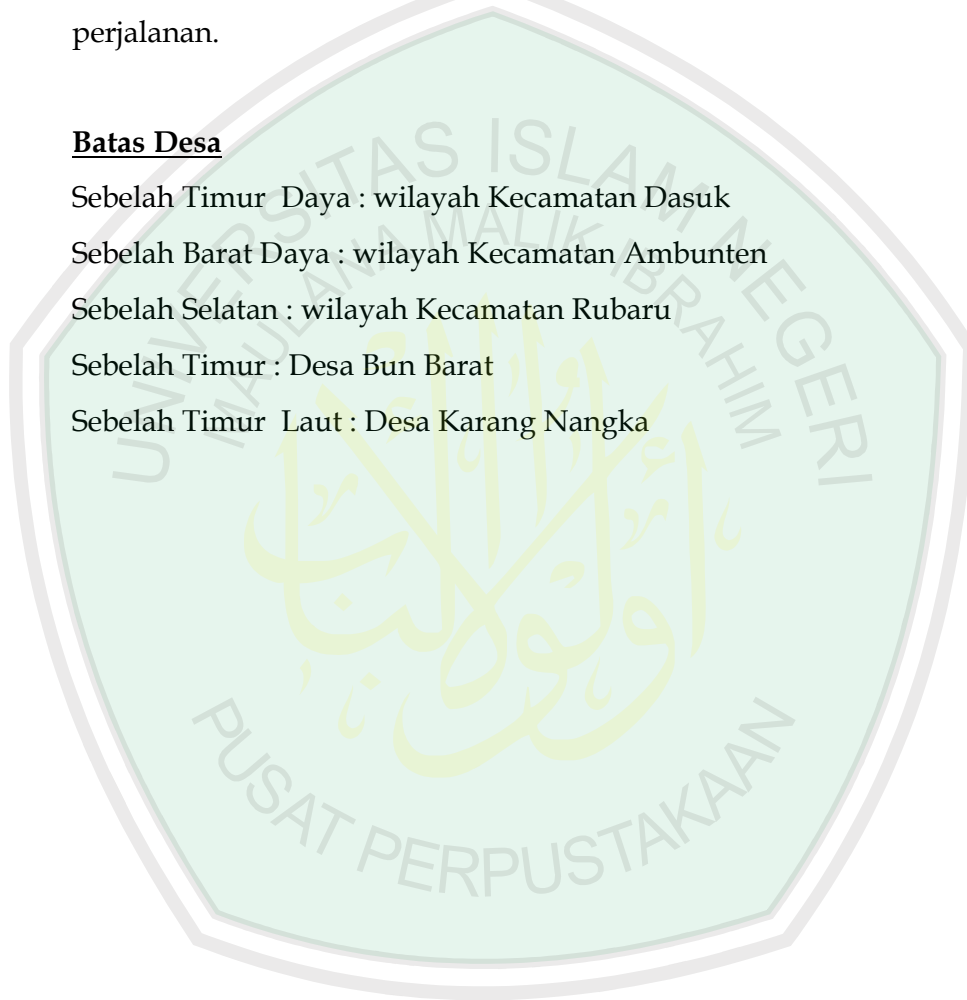 perjalanan.
Batas Desa
Sebelah Timur  Daya : wilayah Kecamatan Dasuk
Sebelah Barat Daya : wilayah Kecamatan Ambunten
Sebelah Selatan : wilayah Kecamatan Rubaru
Sebelah Timur : Desa Bun Barat
Sebelah Timur  Laut : Desa Karang Nangka
UNIVERSITAS ISLAM NEGERI
MAULANA MALIK IBRAHIM
أولوا الألباب
PUSAT PERPUSTAKAAN